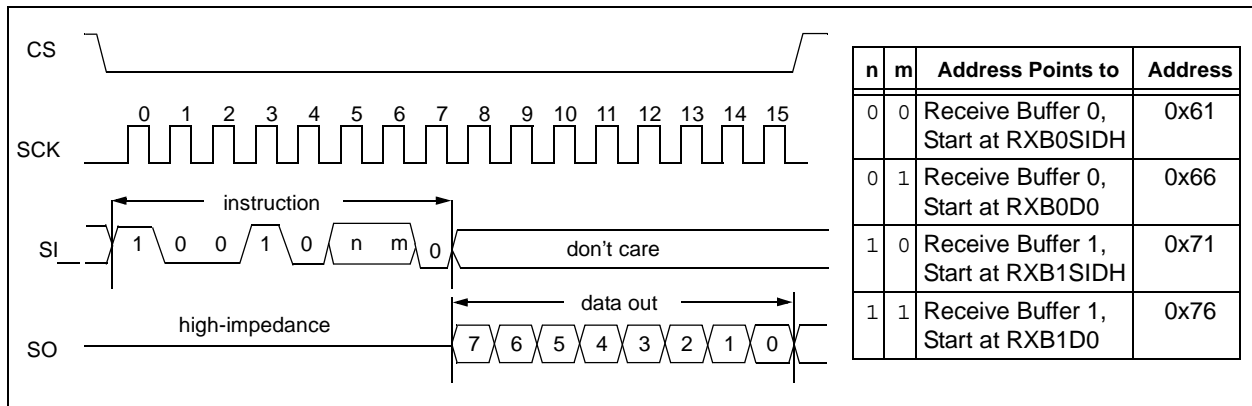 CS
0 1 2 3 4 5 6 7 8 9 10 11 12 13 14 15
SCK
instruction
SI
1 0 0 1 0 n m 0
don't care
data out
high-impedance
SO
7 6 5 4 3 2 1 0
n m Address Points to Address
0 0 Receive Buffer 0, 0x61
Start at RXB0SIDH
0 1 Receive Buffer 0, 0x66
Start at RXB0D0
1 0 Receive Buffer 1, 0x71
Start at RXB1SIDH
1 1 Receive Buffer 1, 0x76
Start at RXB1D0